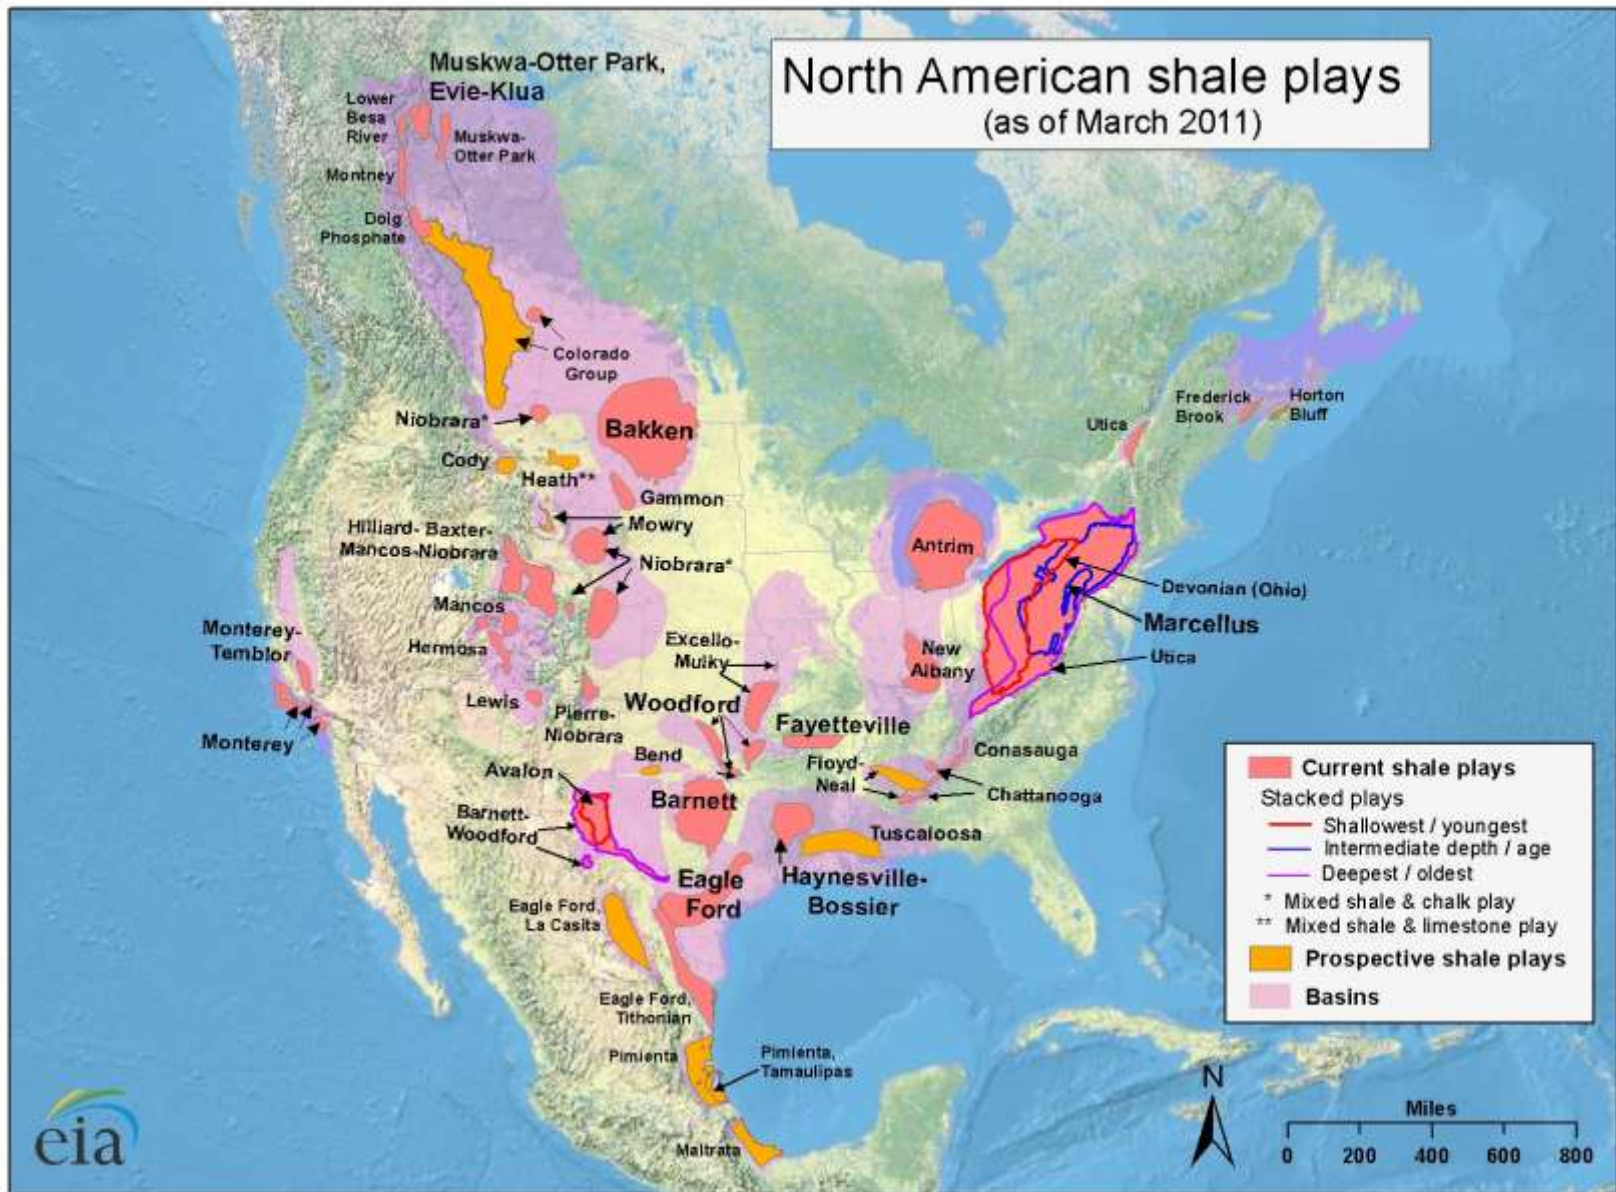 North American shale plays
(as of March 2011)
Muskwa-Otter Park,
Evie-Klua
Lower
Besa
River
Muskwa-
Otter Park
Montney
Doig
Phosphate
Colorado
Group
Niobrara*
Bakken
Cody
Heath**
Gammon
Mowry
Hilliard- Baxter-
Mancos-Niobrara
Niobrara*
Mancos
Hermosa
Monterey-
Temblor
Monterey
Lewis
Pierre-
Niobrara
Excello-
Mulky
Woodford
Fayetteville
Bend
Avalon
Barnett
Barnett-
Woodford
Floyd-
Neal
Conasauga
Chattanooga
Tuscaloosa
Eagle
Ford
Haynesville-
Bossier
Eagle Ford,
La Casita
Eagle Ford,
Tithonian
Pimienta
Pimienta,
Tamaulipas
Maltrata
Antrim
New
Albany
Devonian (Ohio)
Marcellus
Utica
Utica
Frederick
Brook
Horton
Bluff
Current shale plays
Stacked plays
Shallowest / youngest
Intermediate depth / age
Deepest / oldest
* Mixed shale & chalk play
** Mixed shale & limestone play
Prospective shale plays
Basins
N
Miles
0 200 400 600 800
eia